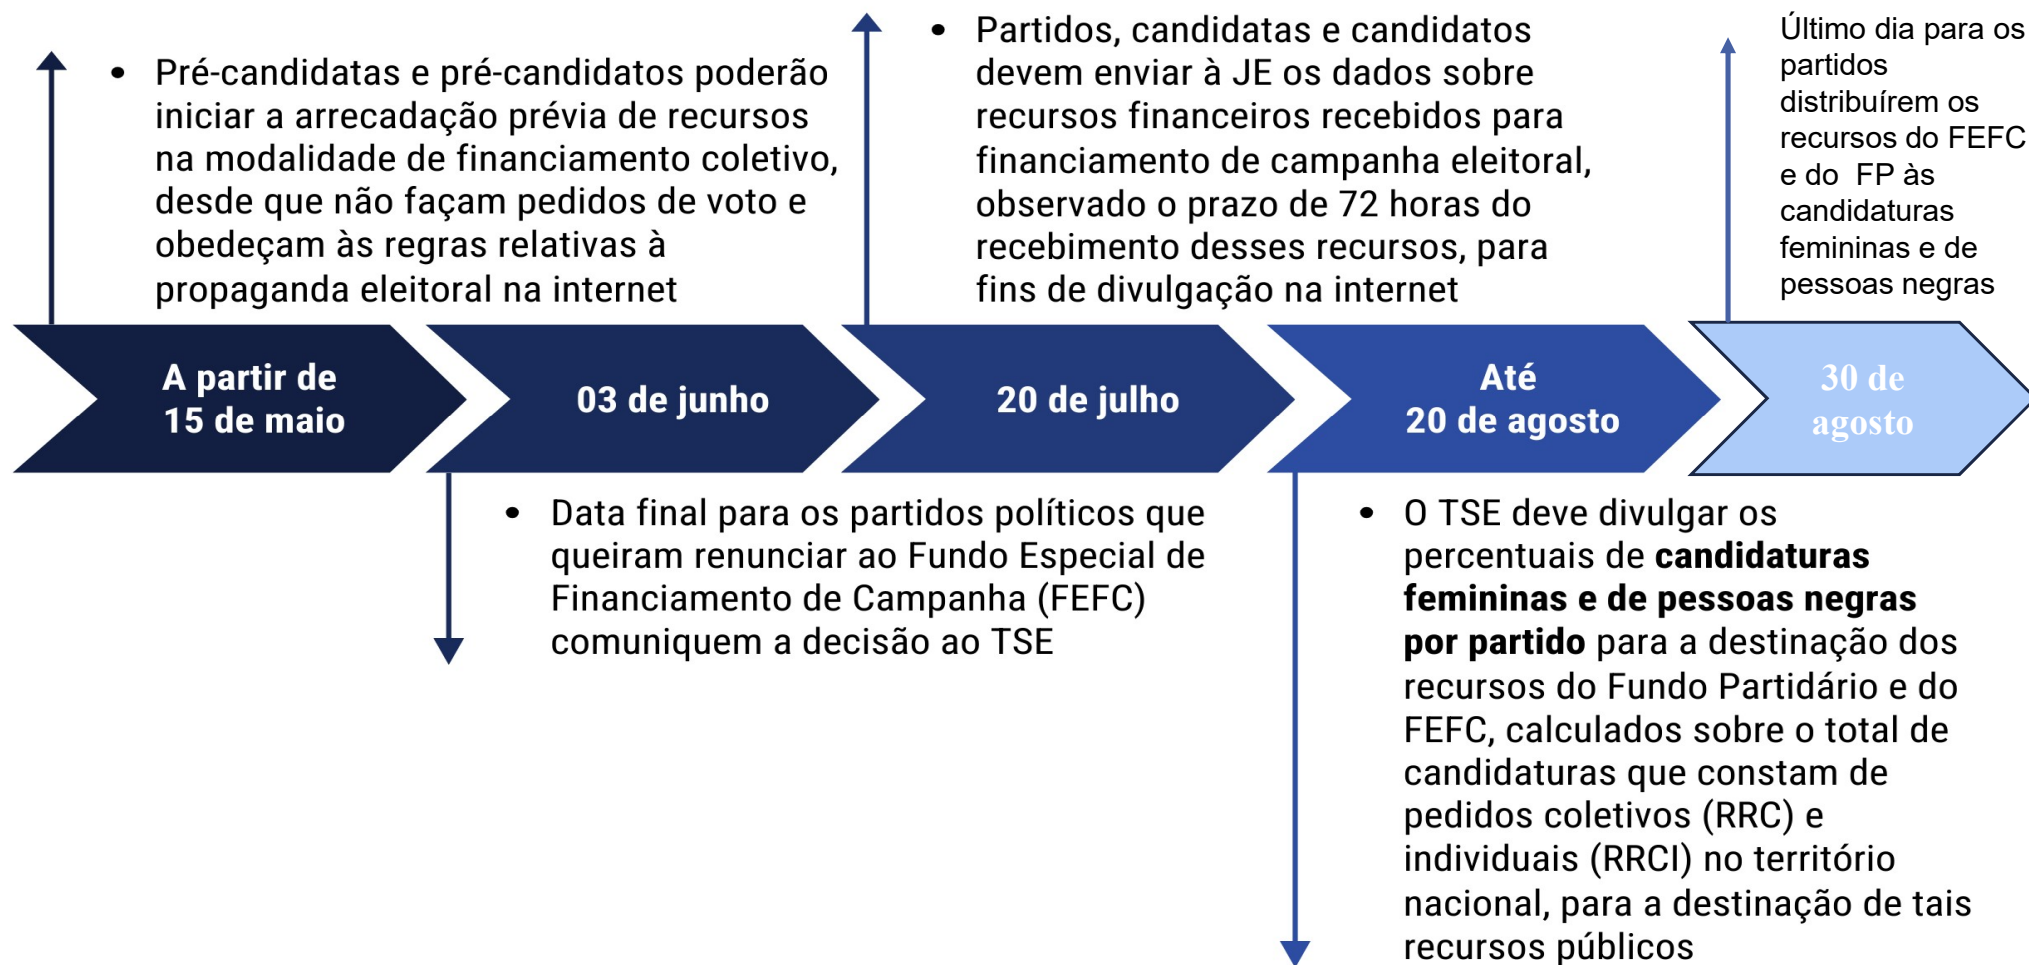 • Pré-candidatas e pré-candidatos poderão
iniciar a arrecadação prévia de recursos
na modalidade de financiamento coletivo,
desde que não façam pedidos de voto e
obedeçam às regras relativas à
propaganda eleitoral na internet
• Partidos, candidatas e candidatos
devem enviar à JE os dados sobre
recursos financeiros recebidos para
financiamento de campanha eleitoral,
observado o prazo de 72 horas do
recebimento desses recursos, para
fins de divulgação na internet
Último dia para os
partidos
distribuírem os
recursos do FEFC
e do  FP às
candidaturas
femininas e de
pessoas negras
A partir de
15 de maio
03 de junho
20 de julho
Até
20 de agosto
30 de
agosto
• Data final para os partidos políticos que
queiram renunciar ao Fundo Especial de
Financiamento de Campanha (FEFC)
comuniquem a decisão ao TSE
• O TSE deve divulgar os
percentuais de candidaturas
femininas e de pessoas negras
por partido para a destinação dos
recursos do Fundo Partidário e do
FEFC, calculados sobre o total de
candidaturas que constam de
pedidos coletivos (RRC) e
individuais (RRCI) no território
nacional, para a destinação de tais
recursos públicos